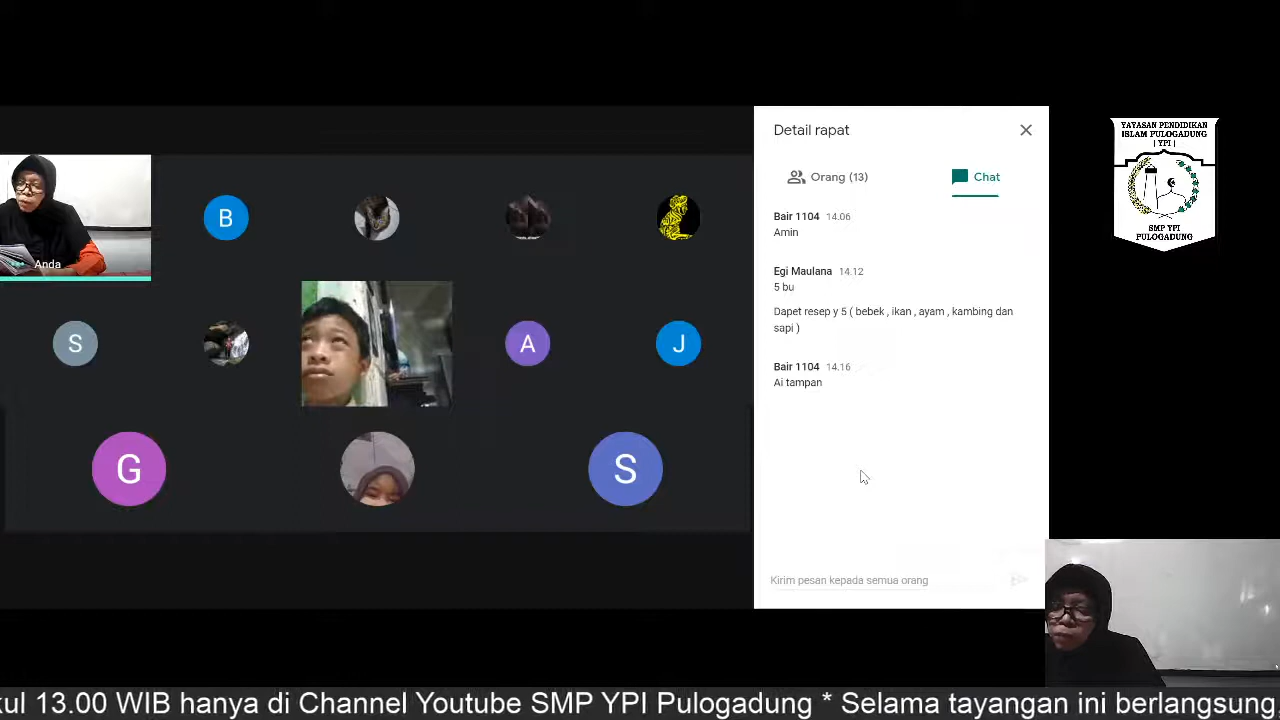 Detail rapat
Orang (13)
Chat
Bair 1104 14.06
Amin
Egi Maulana 14.12
5 bu
Dapet resep y 5 ( bebek , ikan , ayam , kambing dan
sapi )
Bair 1104 14.16
Ai tampan
Kirim pesan kepada semua orang
Anda
B
S
A
J
G
S
YAYASAN PENDIDIKAN
ISLAM PULOGADUNG
[ YPI ]
SMP YPI
PULOGADUNG
kul 13.00 WIB hanya di Channel Youtube SMP YPI Pulogadung * Selama tayangan ini berlangsung,